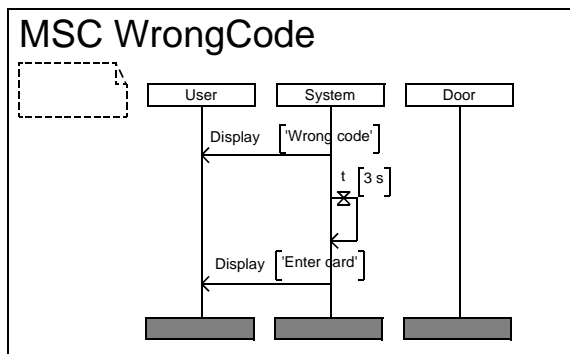 MSC WrongCode
User System Door
Display 'Wrong code'
t 3 s
Display 'Enter card'